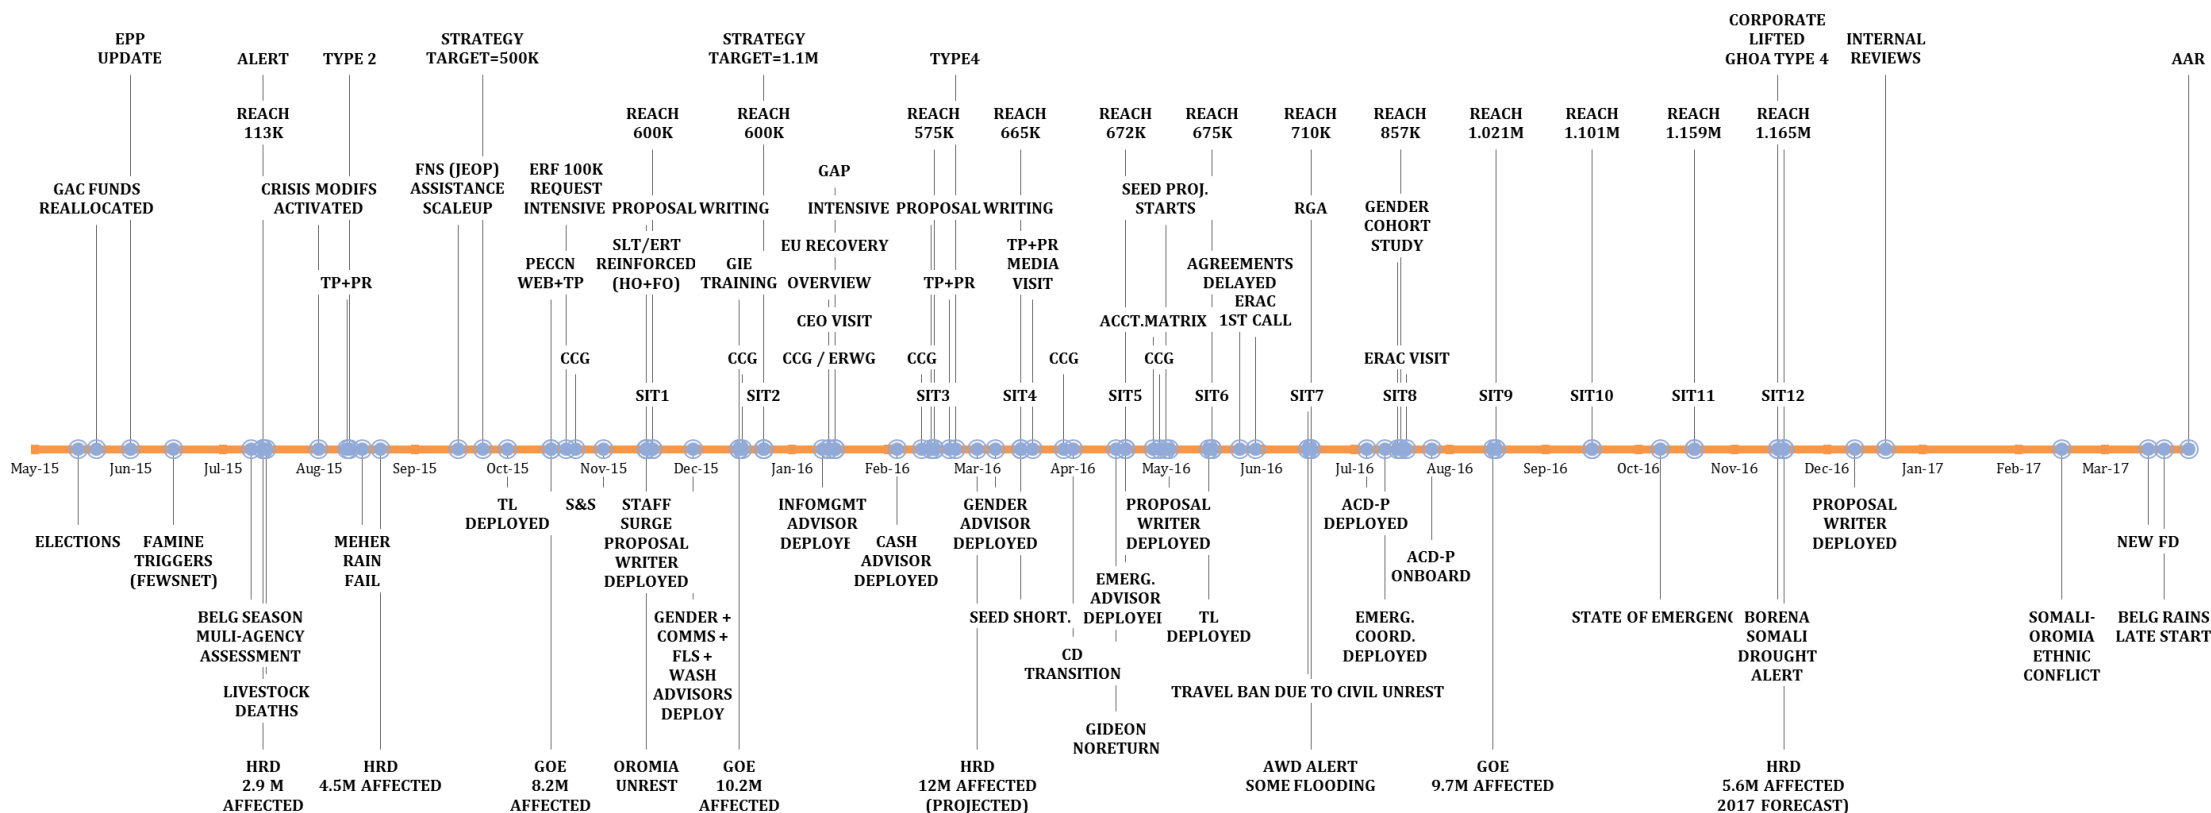 EPP
UPDATE
ALERT
TYPE 2
STRATEGY
TARGET=500K
STRATEGY
TARGET=1.1M
TYPE4
CORPORATE
LIFTED
GHOA TYPE 4
INTERNAL
REVIEWS
AAR
REACH
113K
REACH
600K
REACH
600K
REACH
575K
REACH
665K
REACH
672K
REACH
675K
REACH
710K
REACH
857K
REACH
1.021M
REACH
1.101M
REACH
1.159M
REACH
1.165M
GAC FUNDS
REALLOCATED
CRISIS MODIFS
ACTIVATED
FNS (JEOP)
ASSISTANCE
SCALEUP
ERF 100K
REQUEST
INTENSIVE PROPOSAL WRITING
GAP
INTENSIVE PROPOSAL WRITING
SEED PROJ.
STARTS
RGA
GENDER
COHORT
STUDY
TP+PR
PECCN
WEB+TP
SLT/ERT
REINFORCED
(HO+FO)
GIE
TRAINING
EU RECOVERY
OVERVIEW
TP+PR
TP+PR
MEDIA
VISIT
AGREEMENTS
DELAYED
ERAC
1ST CALL
CEO VISIT
ACCT.MATRIX
CCG
CCG
CCG / ERWG
CCG
CCG
CCG
ERAC VISIT
SIT1
SIT2
SIT3
SIT4
SIT5
SIT6
SIT7
SIT8
SIT9
SIT10
SIT11
SIT12
May-15
Jun-15
Jul-15
Aug-15
Sep-15
Oct-15
Nov-15
Dec-15
Jan-16
Feb-16
Mar-16
Apr-16
May-16
Jun-16
Jul-16
Aug-16
Sep-16
Oct-16
Nov-16
Dec-16
Jan-17
Feb-17
Mar-17
TL
DEPLOYED
S&S
STAFF
SURGE
PROPOSAL
WRITER
DEPLOYED
INFOMGMT
ADVISOR
DEPLOYE
GENDER
ADVISOR
DEPLOYED
PROPOSAL
WRITER
DEPLOYED
ACD-P
DEPLOYED
PROPOSAL
WRITER
DEPLOYED
ELECTIONS
FAMINE
TRIGGERS
(FEWSNET)
MEHER
RAIN
FAIL
CASH
ADVISOR
DEPLOYED
ACD-P
ONBOARD
NEW FD
EMERG.
ADVISOR
DEPLOYEI
BELG SEASON
MULI-AGENCY
ASSESSMENT
GENDER +
COMMS +
FLS +
WASH
ADVISORS
DEPLOY
SEED SHORT.
TL
DEPLOYED
EMERG.
COORD.
DEPLOYED
STATE OF EMERGENC
BORENA
SOMALI
DROUGHT
ALERT
SOMALI-
OROMIA
ETHNIC
CONFLICT
BELG RAINS
LATE START
CD
TRANSITION
LIVESTOCK
DEATHS
TRAVEL BAN DUE TO CIVIL UNREST
GIDEON
NORETURN
HRD
2.9 M
AFFECTED
HRD
4.5M AFFECTED
GOE
8.2M
AFFECTED
OROMIA
UNREST
GOE
10.2M
AFFECTED
HRD
12M AFFECTED
(PROJECTED)
AWD ALERT
SOME FLOODING
GOE
9.7M AFFECTED
HRD
5.6M AFFECTED
2017 FORECAST)